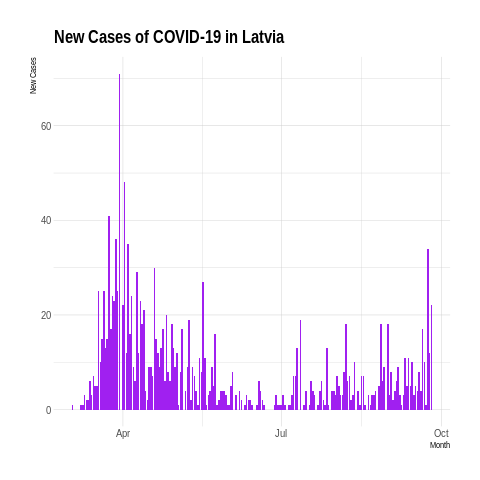 New Cases of COVID-19 in Latvia
New Cases
60
40
20
0
Apr
Jul
Oct
Month